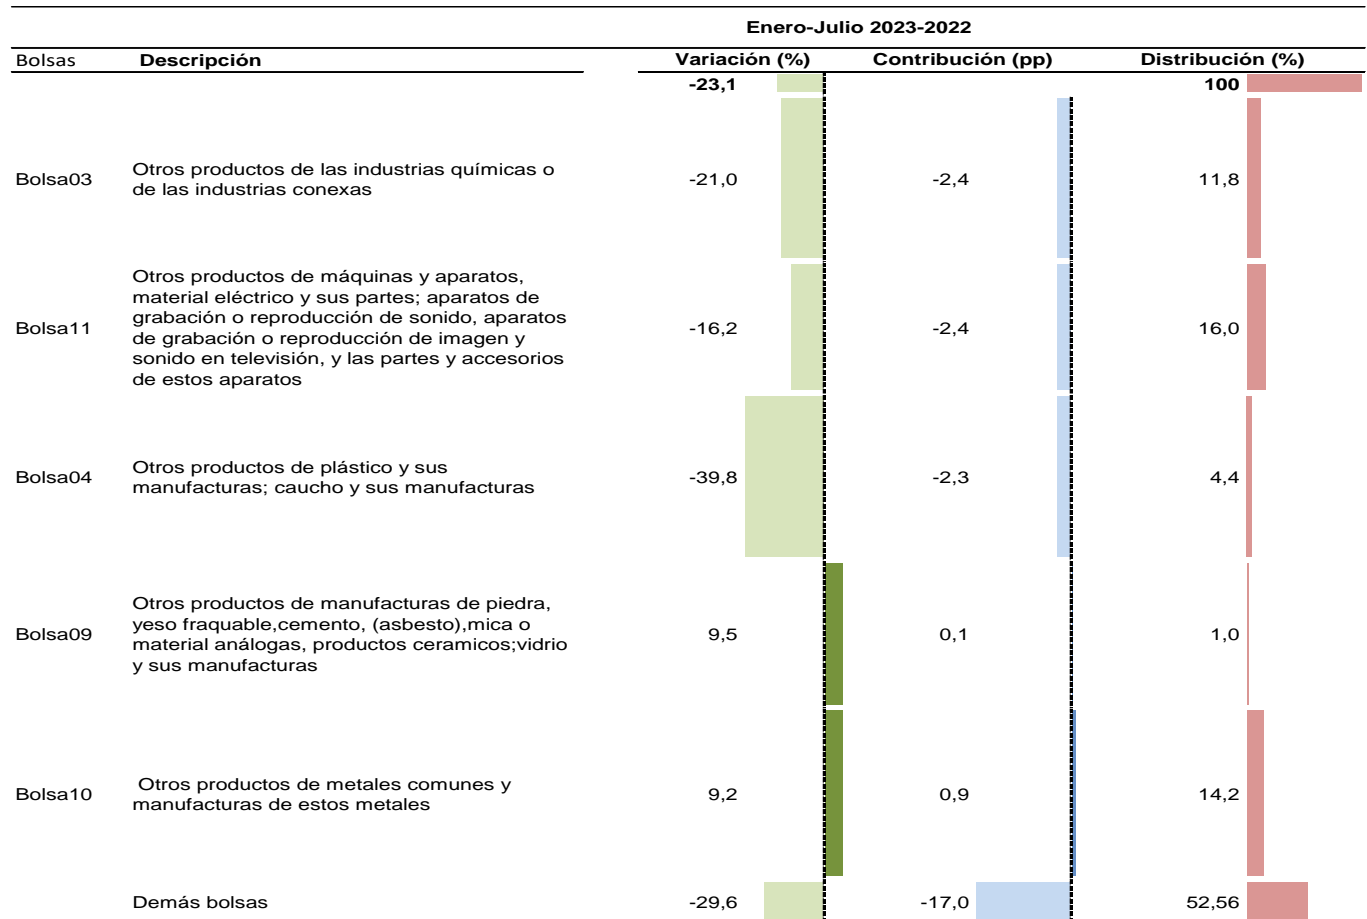 Enero-Julio 2023-2022
Bolsas Descripción Variación (%) Contribución (pp) Distribución (%)
-23,1 100
Bolsa03 Otros productos de las industrias químicas o
de las industrias conexas -21,0 -2,4 11,8
Otros productos de máquinas y aparatos,
material eléctrico y sus partes; aparatos de
grabación o reproducción de sonido, aparatos
Bolsa11 de grabación o reproducción de imagen y -16,2 -2,4 16,0
sonido en televisión, y las partes y accesorios
de estos aparatos
Bolsa04 Otros productos de plástico y sus
manufacturas; caucho y sus manufacturas -39,8 -2,3 4,4
Otros productos de manufacturas de piedra,
yeso fraquable,cemento, (asbesto),mica o
Bolsa09 material análogas, productos ceramicos;vidrio 9,5 0,1 1,0
y sus manufacturas
Bolsa10 Otros productos de metales comunes y
manufacturas de estos metales 9,2 0,9 14,2
Demás bolsas -29,6 -17,0 52,56